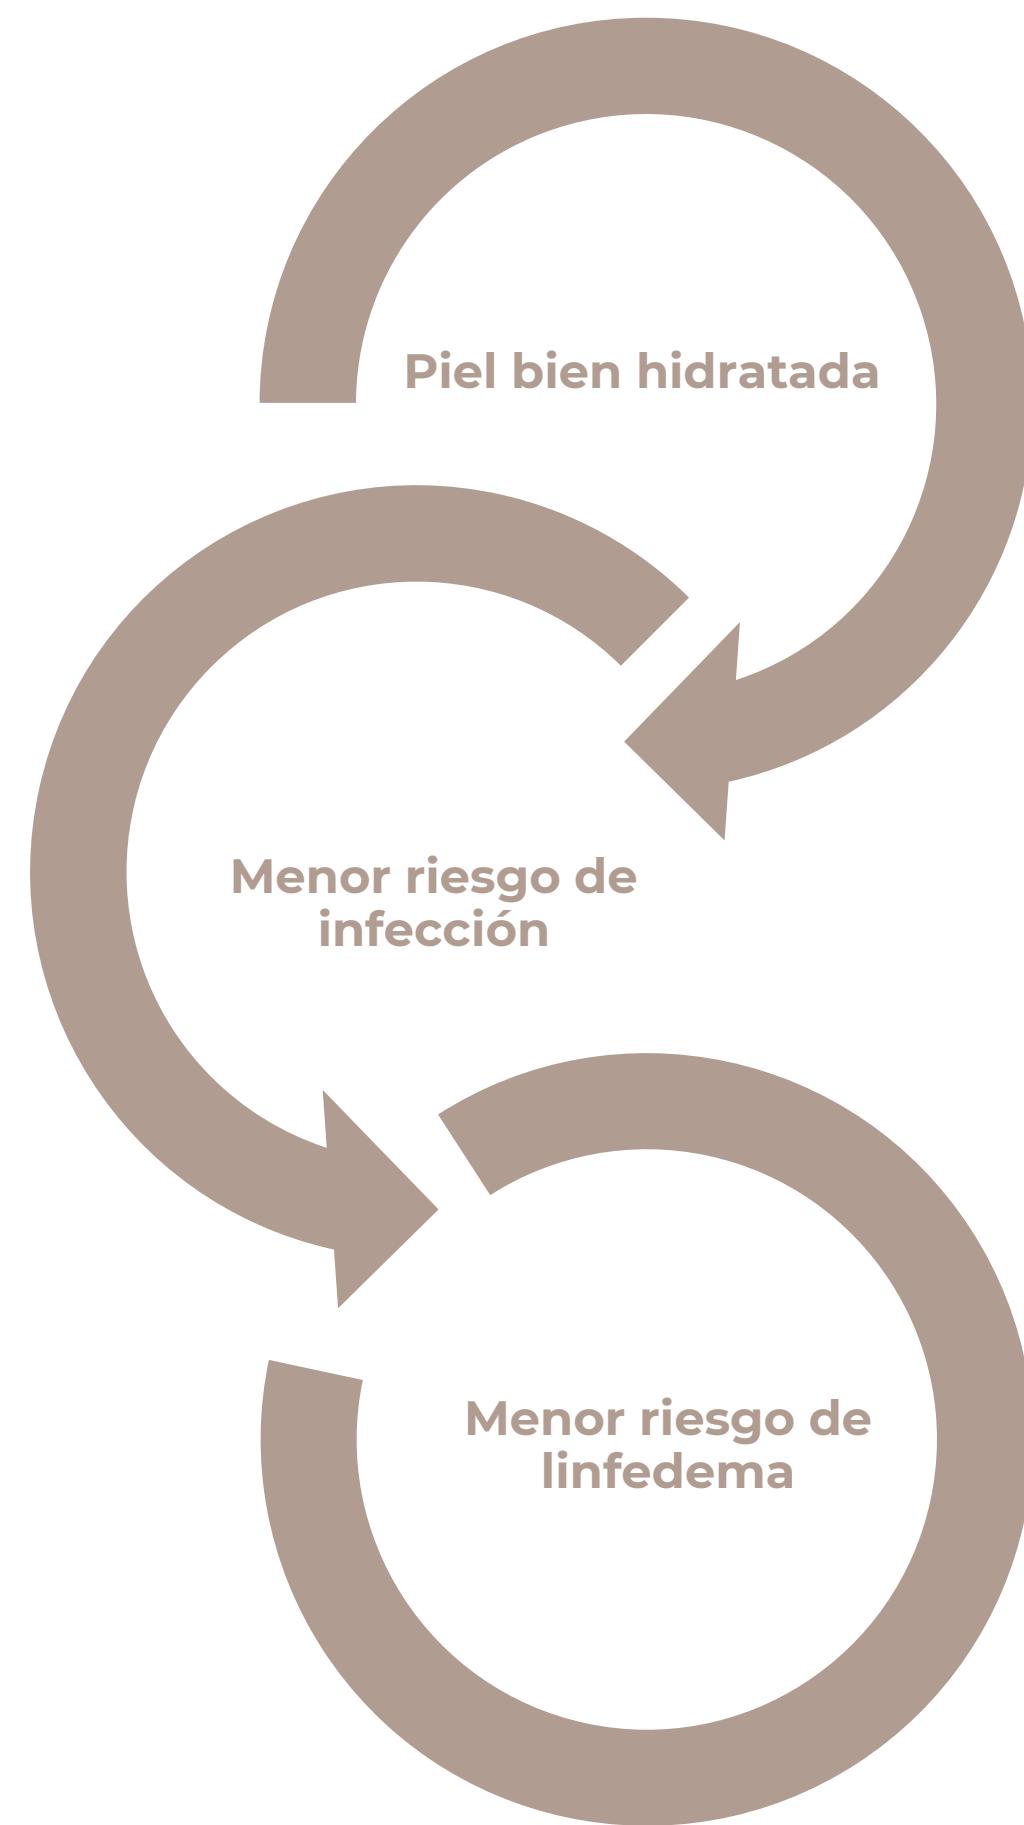 Piel bien hidratada
Menor riesgo de
infección
Menor riesgo de
linfedema